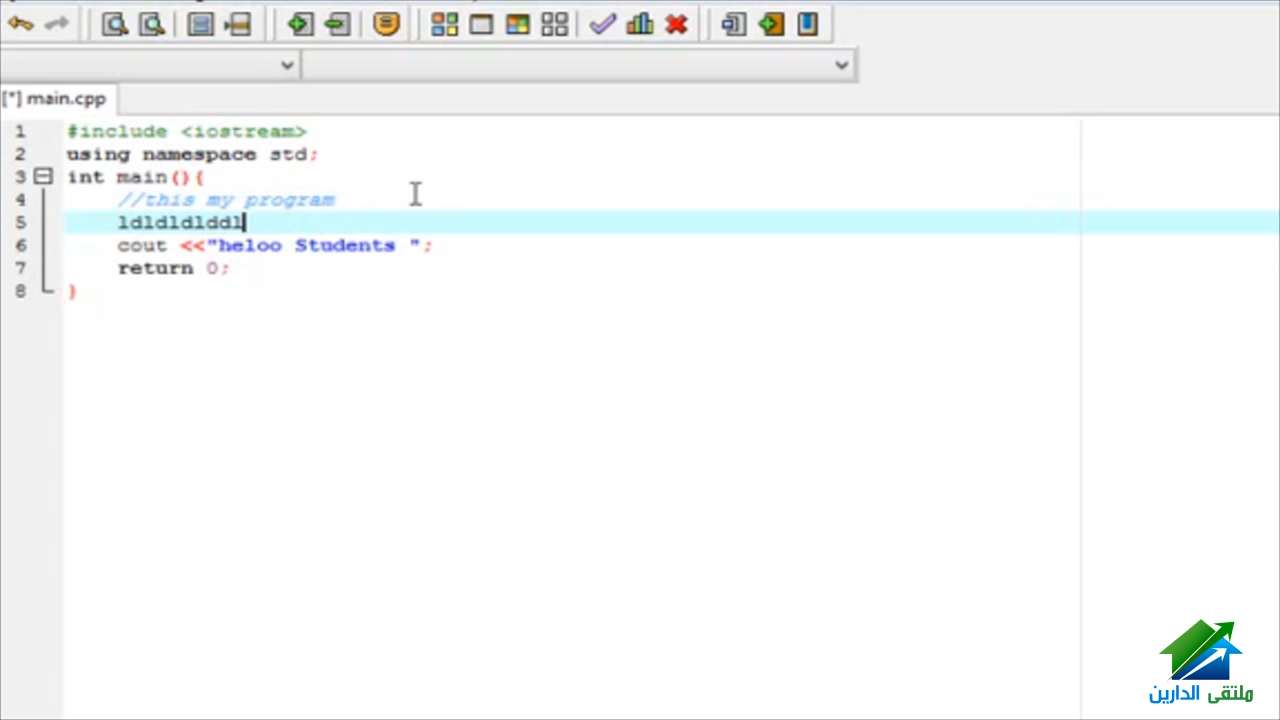 [*] main.cpp
1 #include <iostream>
2 using namespace std;
3 int main(){
4 //this my program
5 ldldldlddl
6 cout <<"heloo Students ";
7 return 0;
8 }
ملتقى الدارين